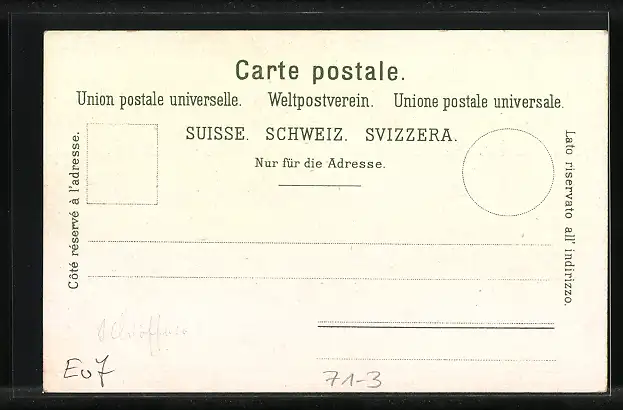 Carte postale.
Union postale universelle. Weltpostverein. Unione postale universale.
SUISSE. SCHWEIZ. SVIZZERA.
Nur für die Adresse.
Côté réservé à l'adresse.
Lato riservato all' indirizzo.
71-3